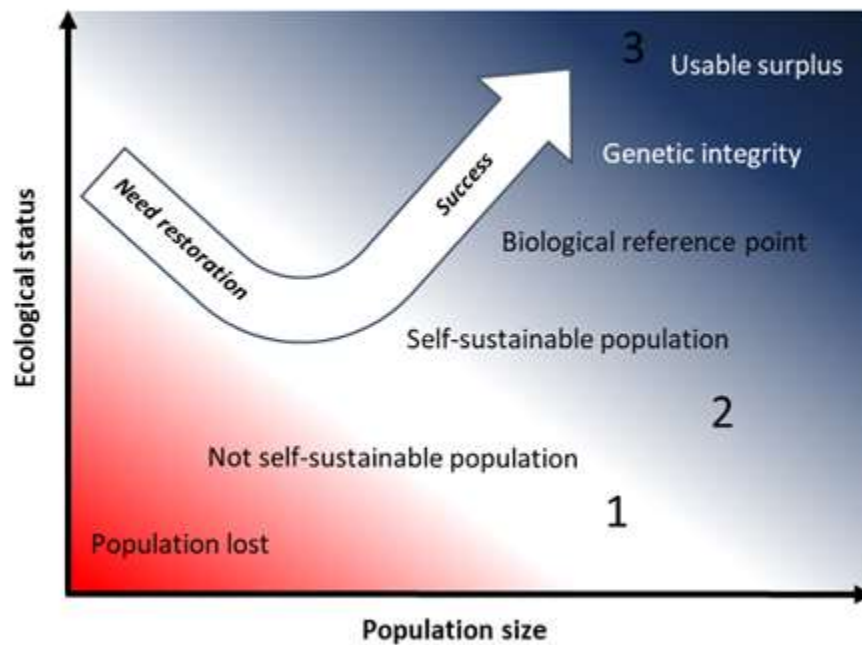 3
Usable surplus
Genetic integrity
Need restoration
Success
Biological reference point
Self-sustainable population
2
Not self-sustainable population
1
Population lost
Ecological status
Population size